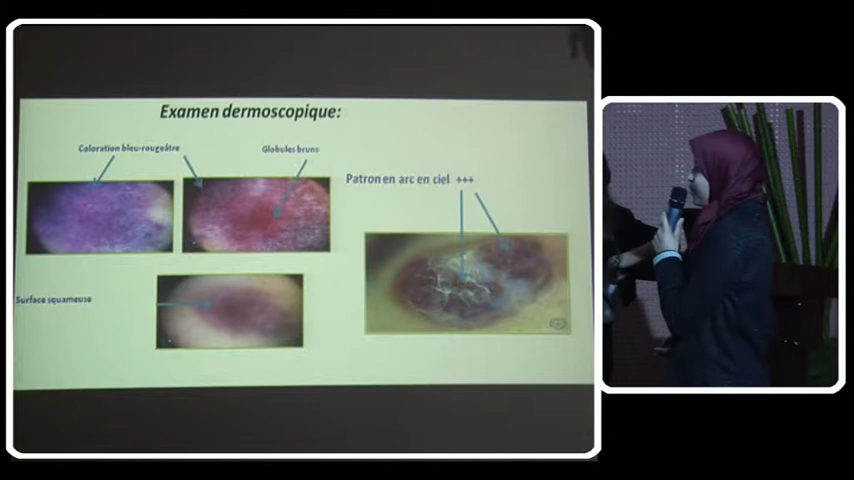 Examen dermoscopique:
Coloration bleu-rougeâtre
Globules bruns
Patron en arc en ciel +++
Surface squameuse